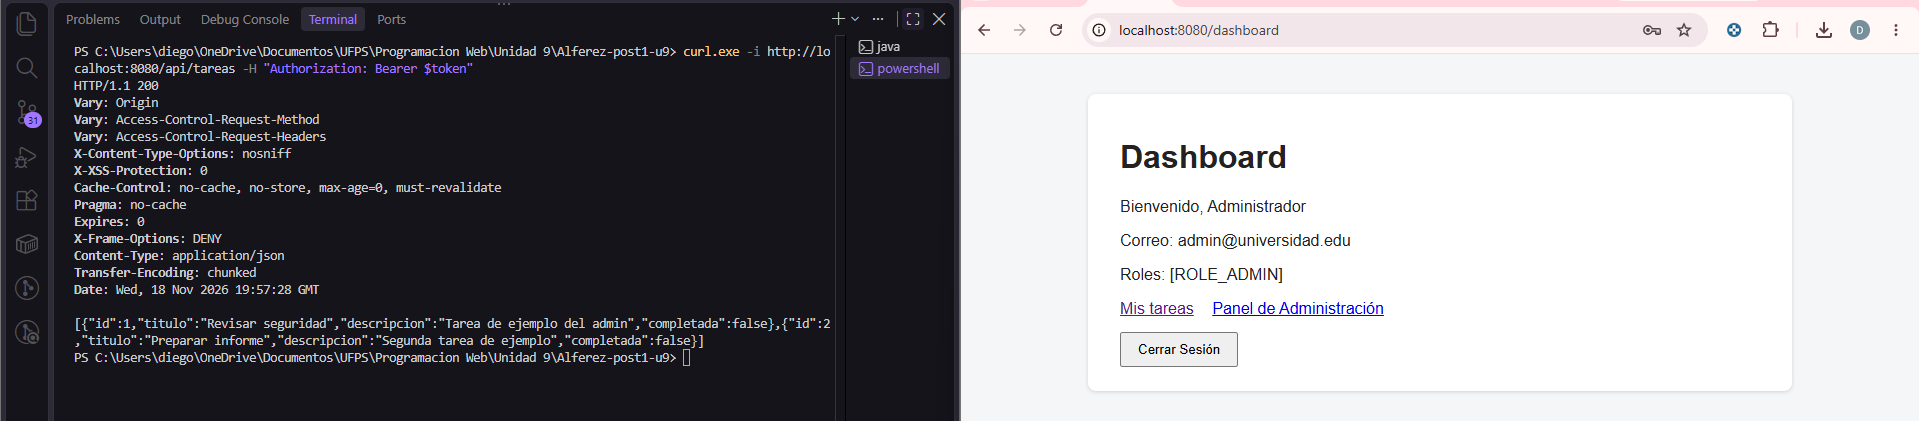 Problems Output Debug Console Terminal Ports
PS C:\Users\diego\OneDrive\Documentos\UFPS\Programacion Web\Unidad 9\Alferez-post1-u9> curl.exe -i http://lo
calhost:8080/api/tareas -H "Authorization: Bearer $token"
HTTP/1.1 200
Vary: Origin
Vary: Access-Control-Request-Method
Vary: Access-Control-Request-Headers
X-Content-Type-Options: nosniff
X-XSS-Protection: 0
Cache-Control: no-cache, no-store, max-age=0, must-revalidate
Pragma: no-cache
Expires: 0
X-Frame-Options: DENY
Content-Type: application/json
Transfer-Encoding: chunked
Date: Wed, 18 Nov 2026 19:57:28 GMT
[{"id":1,"titulo":"Revisar seguridad","descripcion":"Tarea de ejemplo del admin","completada":false},{"id":2
,"titulo":"Preparar informe","descripcion":"Segunda tarea de ejemplo","completada":false}]
PS C:\Users\diego\OneDrive\Documentos\UFPS\Programacion Web\Unidad 9\Alferez-post1-u9>
java
powershell
31
localhost:8080/dashboard
D
Dashboard
Bienvenido, Administrador
Correo: admin@universidad.edu
Roles: [ROLE_ADMIN]
Mis tareas Panel de Administración
Cerrar Sesión